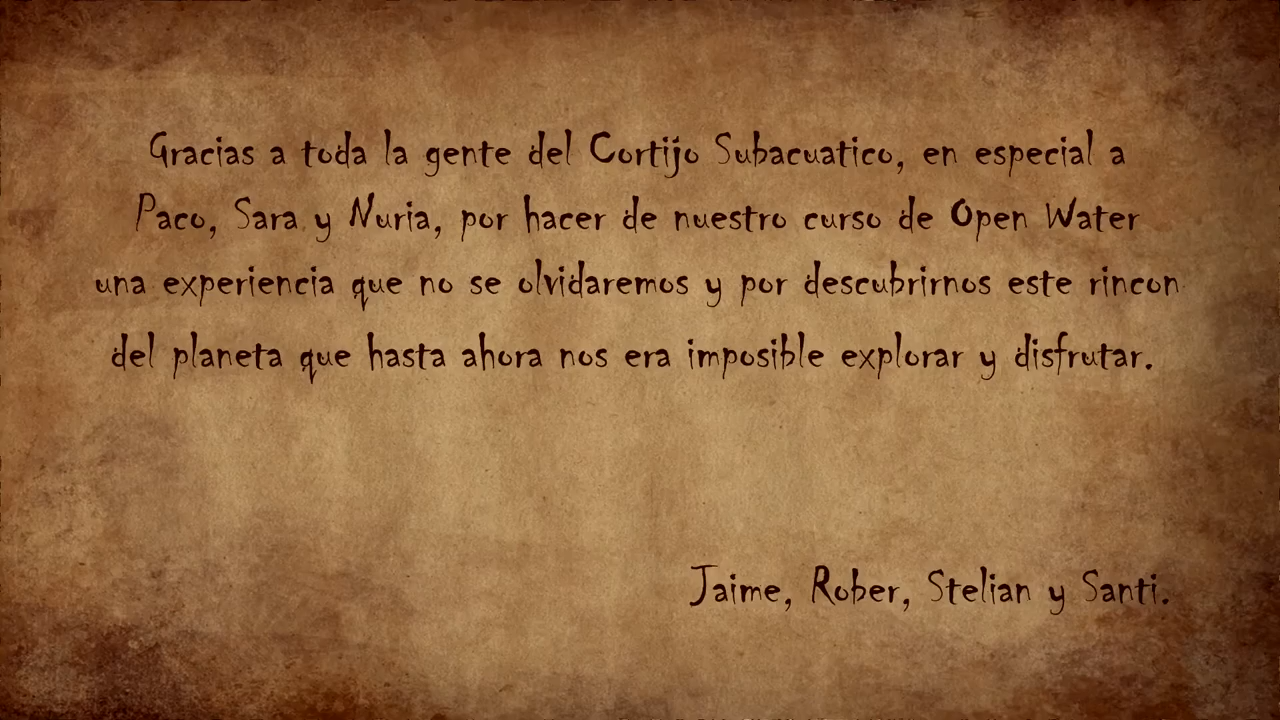 Gracias a toda la gente del Cortijo Subacuatico, en especial a
Paco, Sara y Nuria, por hacer de nuestro curso de Open Water
una experiencia que no se olvidaremos y por descubrirnos este rincon
del planeta que hasta ahora nos era imposible explorar y disfrutar.
Jaime, Rober, Stelian y Santi.